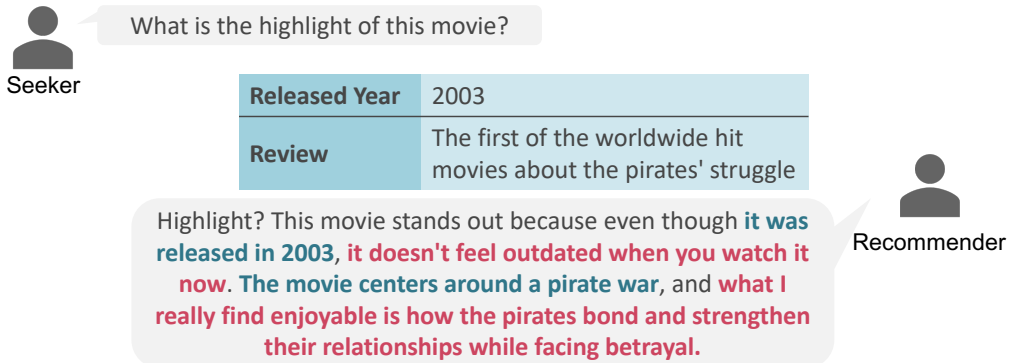 What is the highlight of this movie?
Seeker
Released Year 2003
Review The first of the worldwide hit
movies about the pirates' struggle
Highlight? This movie stands out because even though it was
released in 2003, it doesn't feel outdated when you watch it
now. The movie centers around a pirate war, and what I
really find enjoyable is how the pirates bond and strengthen
their relationships while facing betrayal.
Recommender